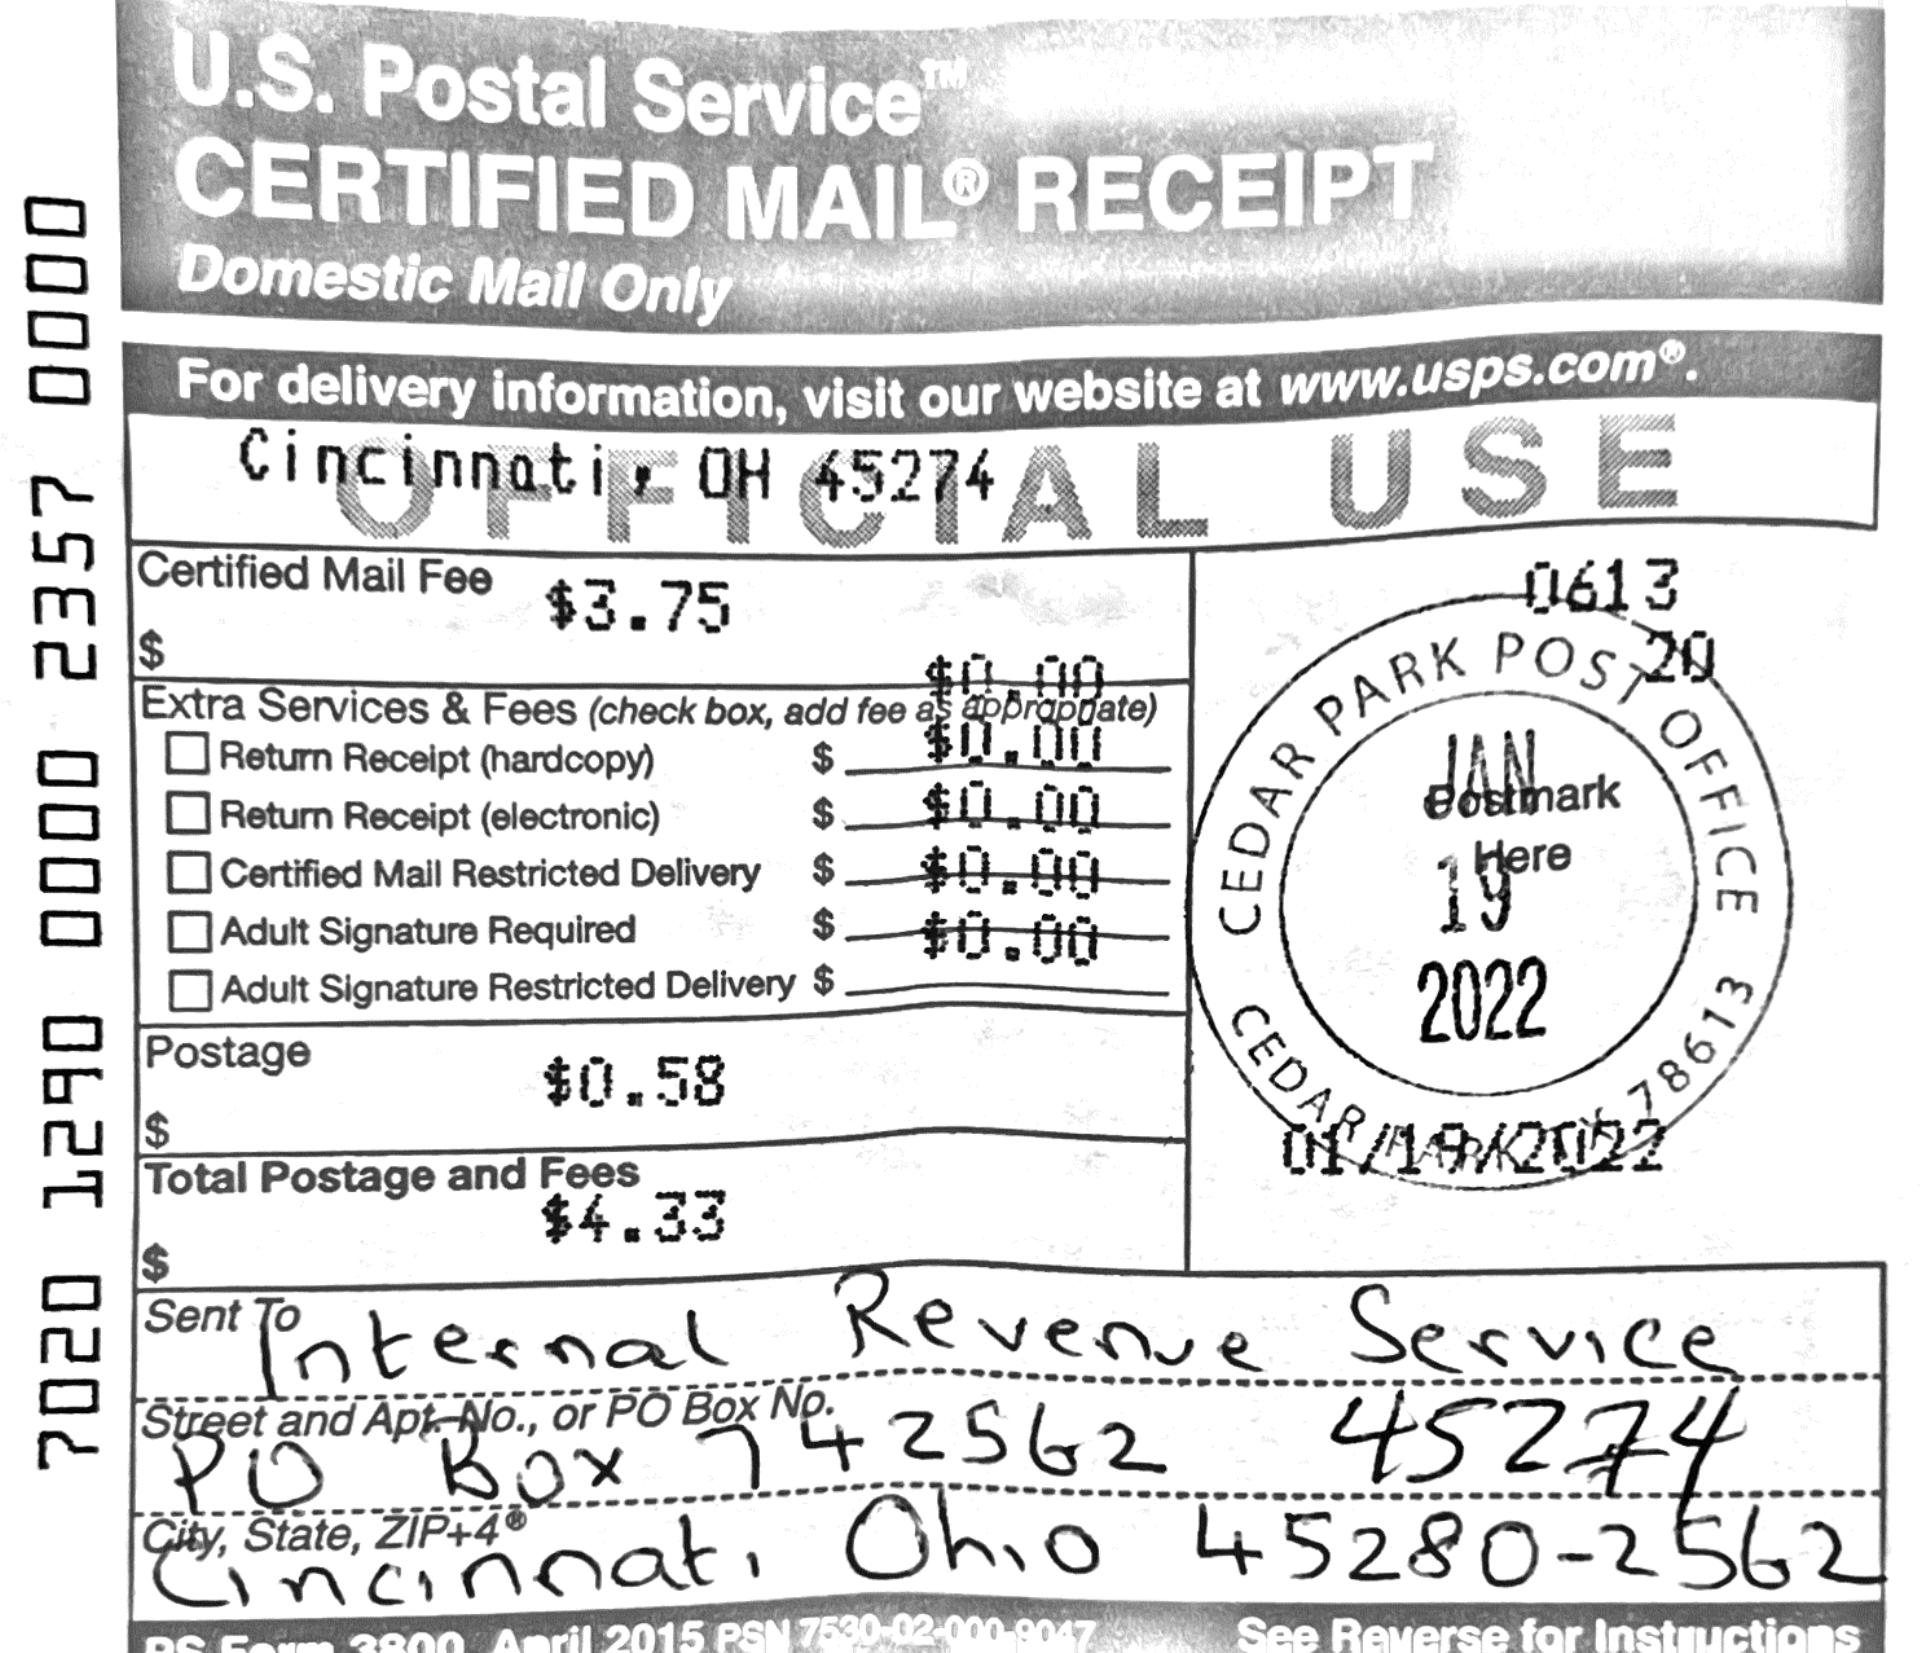 U.S. Postal Service™
CERTIFIED MAIL® RECEIPT
Domestic Mail Only
For delivery information, visit our website at www.usps.com®.
OFFICIAL USE
Cincinnati, OH 45274
Certified Mail Fee $3.75
$
$0.00
Extra Services & Fees (check box, add fee as appropriate)
Return Receipt (hardcopy) $ $0.00
Return Receipt (electronic) $ $0.00
Certified Mail Restricted Delivery $ $0.00
Adult Signature Required $ $0.00
Adult Signature Restricted Delivery $
Postage $0.58
$
Total Postage and Fees
$4.33
$
0613
20
CEDAR PARK POST OFFICE
JAN
Postmark
Here
19
2022
CEDAR PARK TX 78613
01/19/2022
Sent To
Internal Revenue Service
Street and Apt. No., or PO Box No.
PO Box 742562 45274
City, State, ZIP+4®
Cincinnati Ohio 45280-2562
PS Form 3800, April 2015 PSN 7530-02-000-9047 See Reverse for Instructions
7020 1290 0000 2357 0000